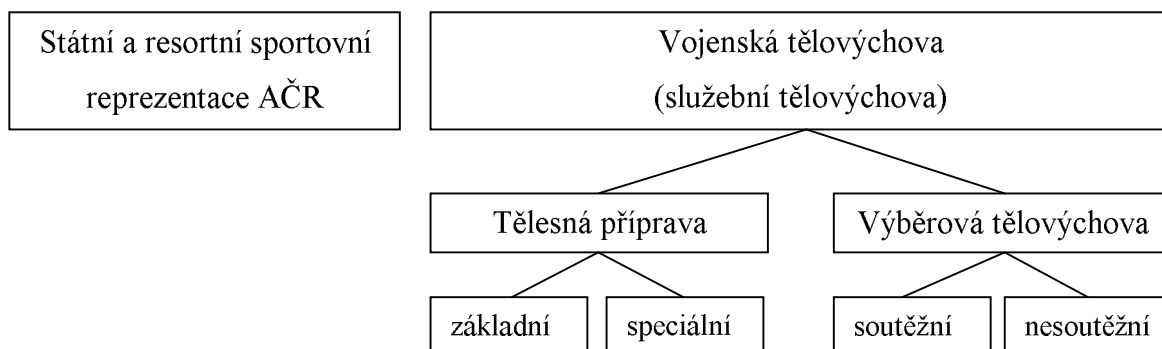 Státní a resortní sportovní
reprezentace AČR
Vojenská tělovýchova
(služební tělovýchova)
Tělesná příprava
Výběrová tělovýchova
základní
speciální
soutěžní
nesoutěžní